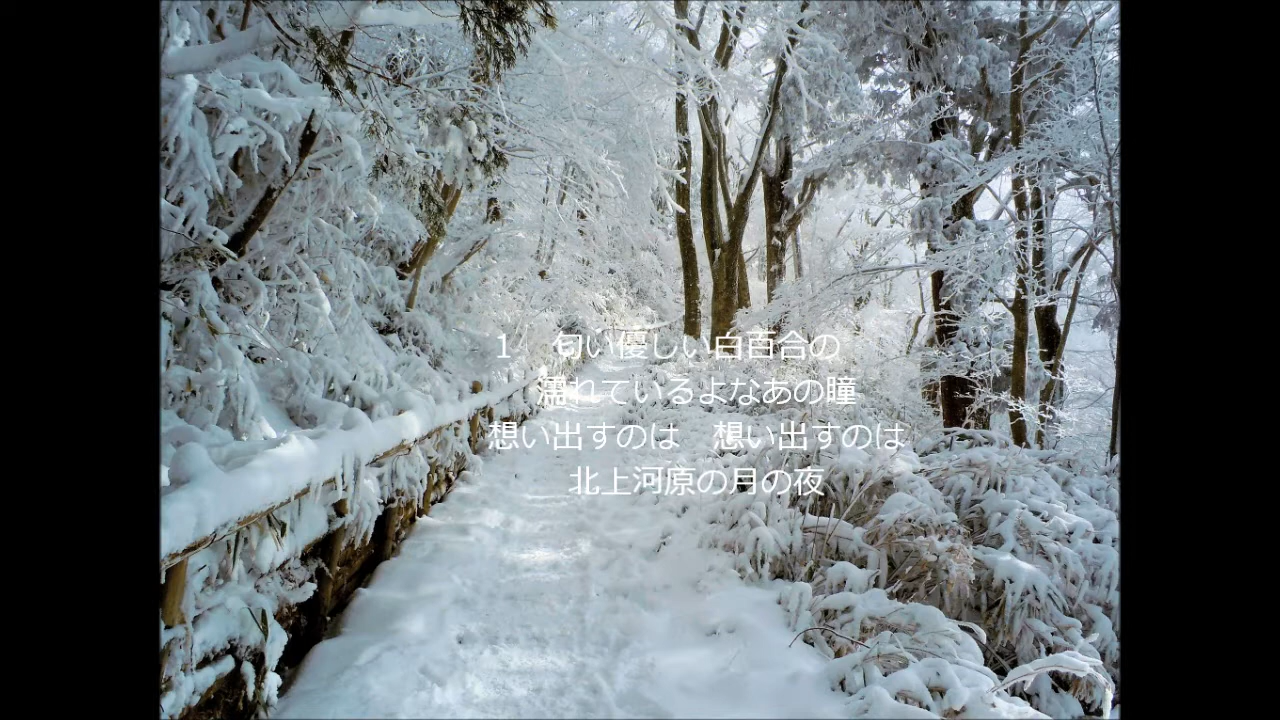 1　匂い優しい白百合の
濡れているよなあの瞳
想い出すのは　想い出すのは
北上河原の月の夜